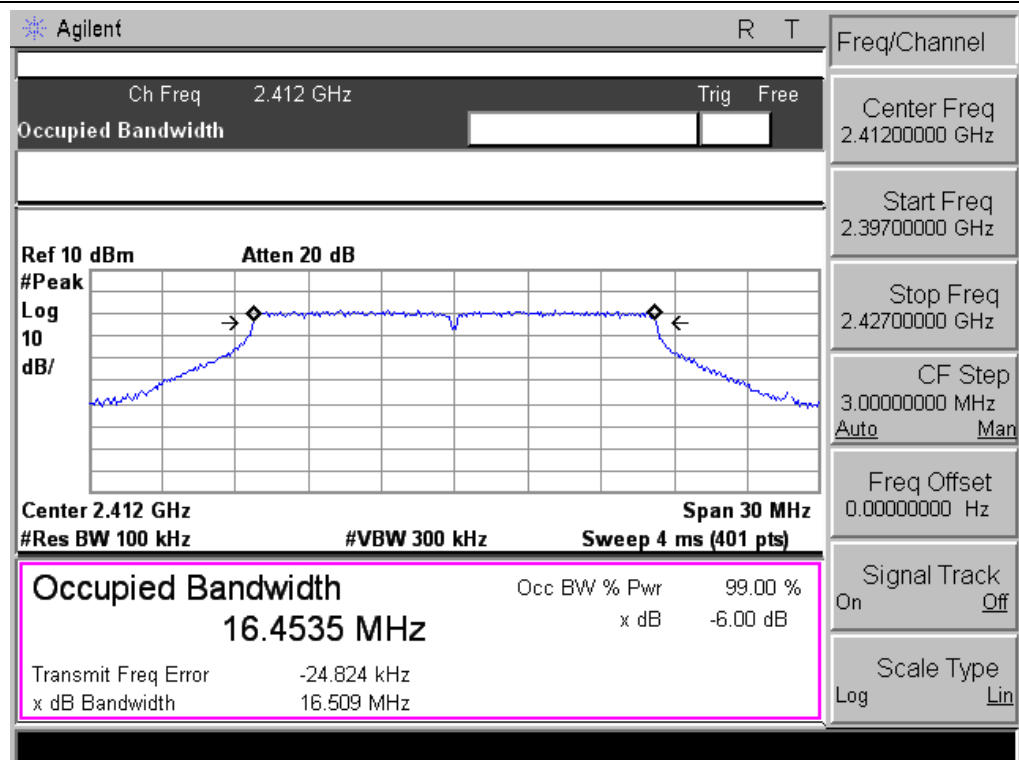 Agilent R T
Ch Freq 2.412 GHz Trig Free
Occupied Bandwidth
Ref 10 dBm Atten 20 dB
#Peak
Log
10
dB/
Center 2.412 GHz Span 30 MHz
#Res BW 100 kHz #VBW 300 kHz Sweep 4 ms (401 pts)
Occupied Bandwidth
16.4535 MHz
Occ BW % Pwr 99.00 %
x dB -6.00 dB
Transmit Freq Error -24.824 kHz
x dB Bandwidth 16.509 MHz
Freq/Channel
Center Freq
2.41200000 GHz
Start Freq
2.39700000 GHz
Stop Freq
2.42700000 GHz
CF Step
3.00000000 MHz
Auto Man
Freq Offset
0.00000000 Hz
Signal Track
On Off
Scale Type
Log Lin